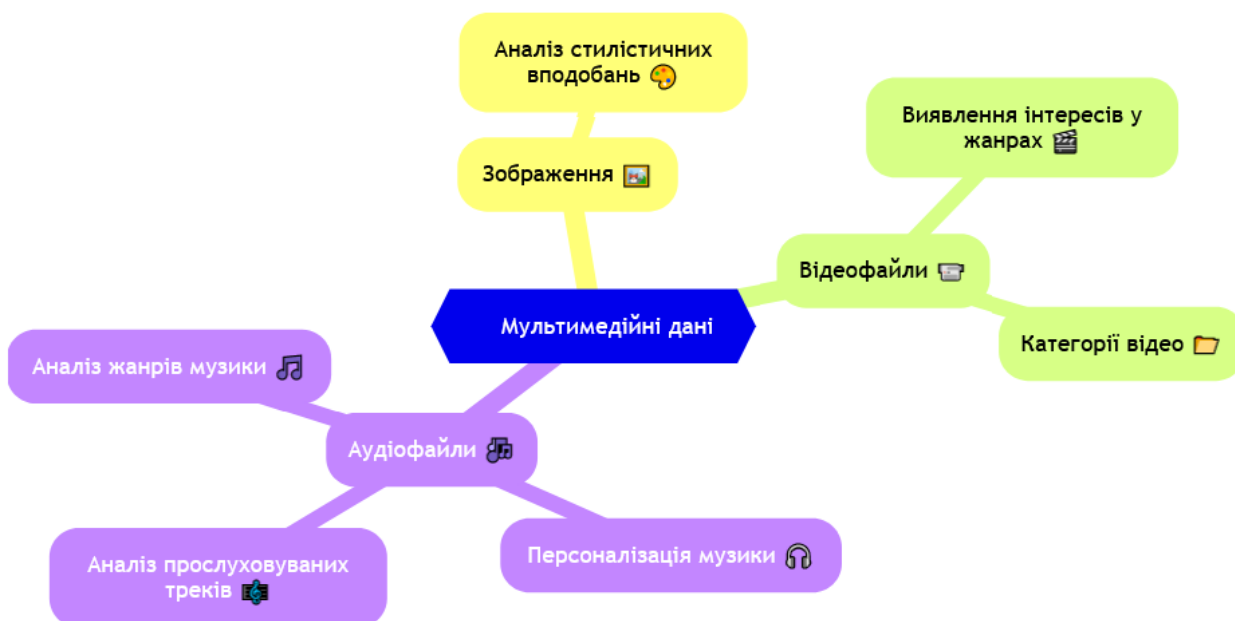 Аналіз стилістичних
вподобань 🎨
Виявлення інтересів у
жанрах 🎬
Зображення 🖼️
Відеофайли 📹
Мультимедійні дані
Категорії відео 📁
Аналіз жанрів музики 🎵
Аудіофайли 🎶
Аналіз прослуховуваних
треків 🎼
Персоналізація музики 🎧